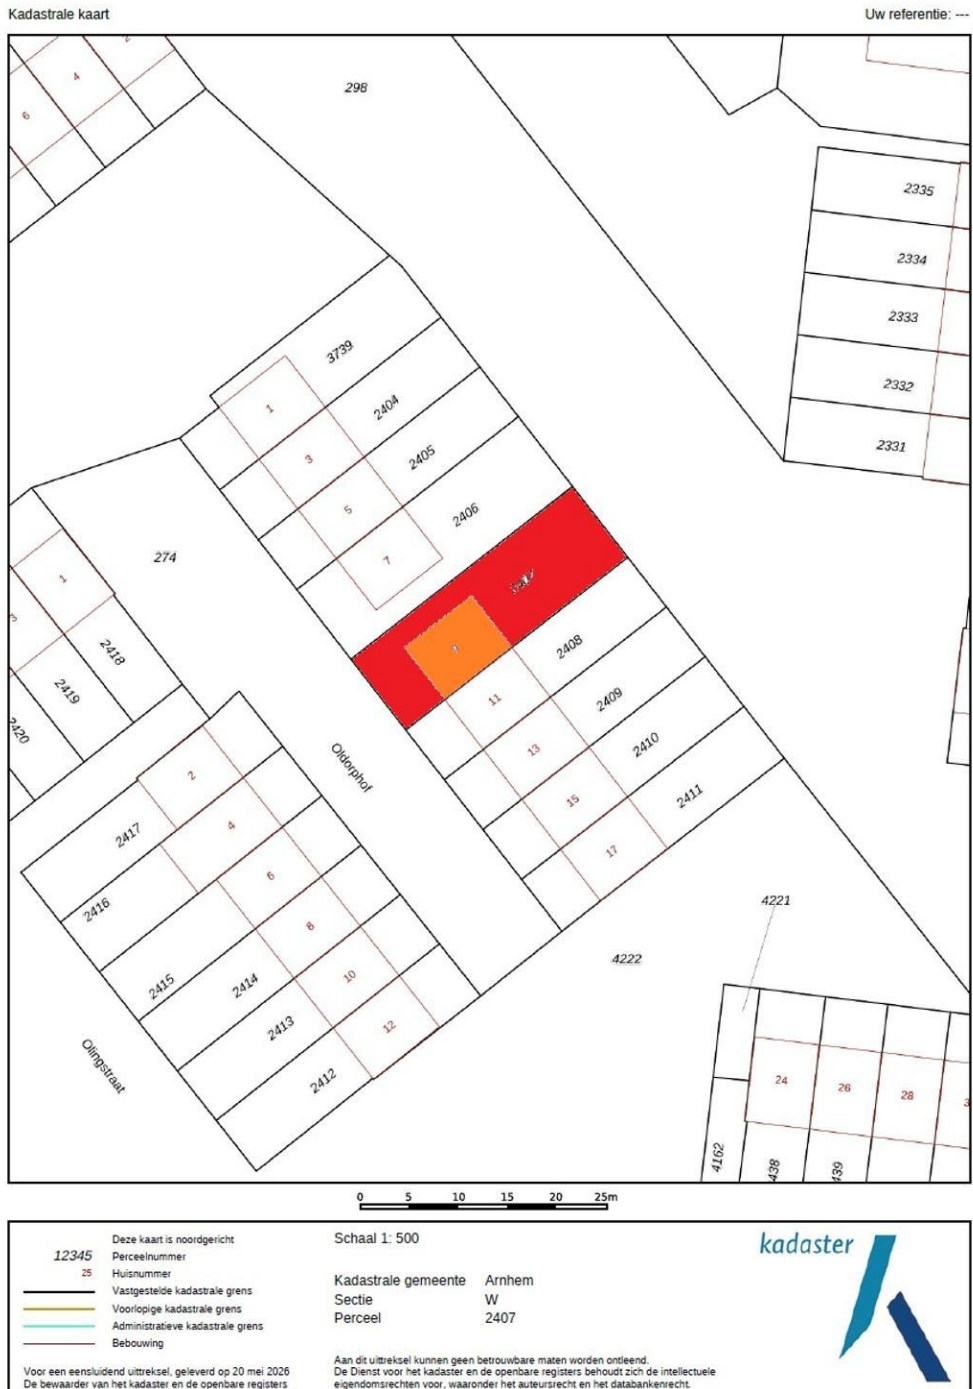 Kadastrale kaart
Uw referentie: ---
298
2
4
6
2335
2334
2333
2332
2331
3739
2404
2405
2406
1
3
5
7
274
1
3
2418
2419
2420
2408
2409
2410
2411
11
13
15
17
Oldorphof
2
4
6
8
10
12
2417
2416
2415
2414
2413
2412
Olingstraat
4221
4222
24
26
28
3
4162
438
439
0 5 10 15 20 25m
Deze kaart is noordgericht
12345 Perceelnummer
25 Huisnummer
Vastgestelde kadastrale grens
Voorlopige kadastrale grens
Administratieve kadastrale grens
Bebouwing
Voor een eensluidend uittreksel, geleverd op 20 mei 2026
De bewaarder van het kadaster en de openbare registers
Schaal 1: 500
Kadastrale gemeente Arnhem
Sectie W
Perceel 2407
Aan dit uittreksel kunnen geen betrouwbare maten worden ontleend.
De Dienst voor het kadaster en de openbare registers behoudt zich de intellectuele
eigendomsrechten voor, waaronder het auteursrecht en het databankenrecht.
kadaster